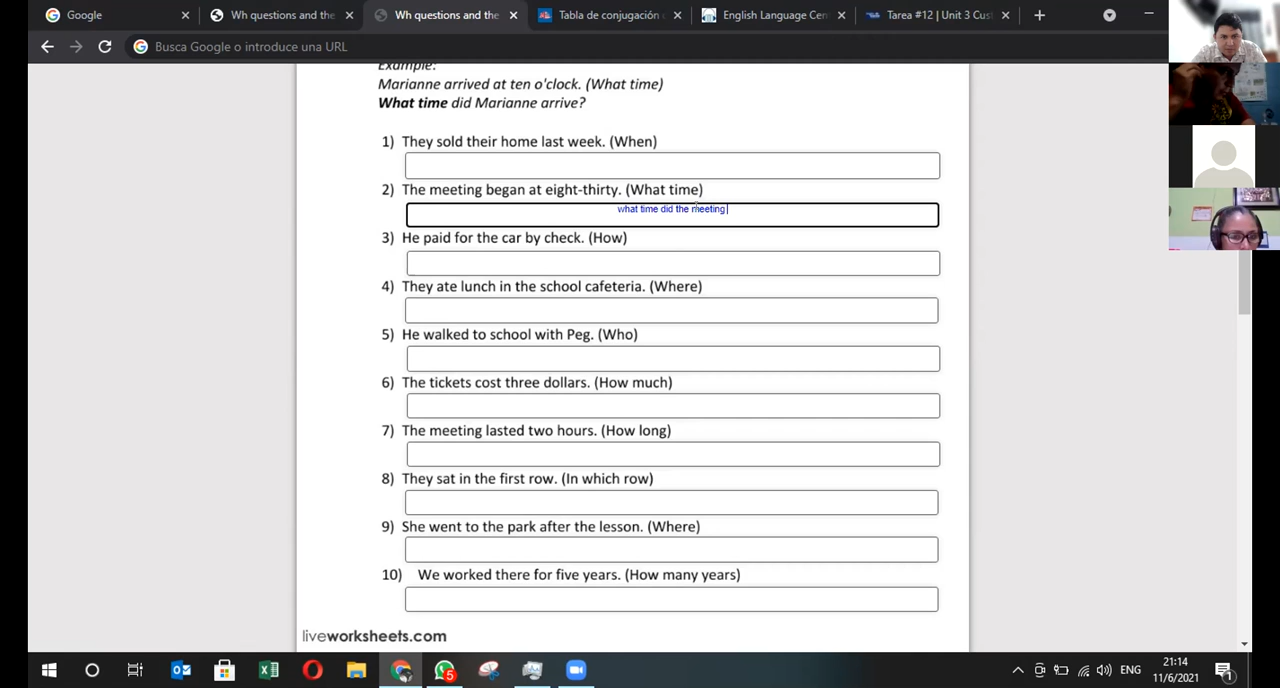 Google
Wh questions and the
Wh questions and the
Tabla de conjugación
English Language Cen
Tarea #12 | Unit 3 Cus
Busca Google o introduce una URL
Example:
Marianne arrived at ten o'clock. (What time)
What time did Marianne arrive?
1) They sold their home last week. (When)
2) The meeting began at eight-thirty. (What time)
what time did the meeting
3) He paid for the car by check. (How)
4) They ate lunch in the school cafeteria. (Where)
5) He walked to school with Peg. (Who)
6) The tickets cost three dollars. (How much)
7) The meeting lasted two hours. (How long)
8) They sat in the first row. (In which row)
9) She went to the park after the lesson. (Where)
10) We worked there for five years. (How many years)
liveworksheets.com
5
ENG
21:14
11/6/2021
1